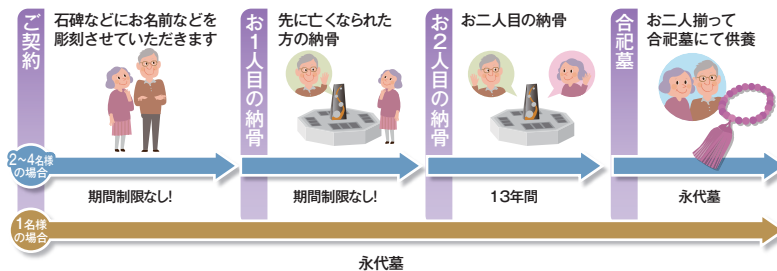 ご契約
石碑などにお名前などを
彫刻させていただきます
お1人目の納骨
先に亡くなられた
方の納骨
お2人目の納骨
お二人目の納骨
合祀墓
お二人揃って
合祀墓にて供養
2〜4名様
の場合
期間制限なし!
期間制限なし!
13年間
永代墓
1名様
の場合
永代墓